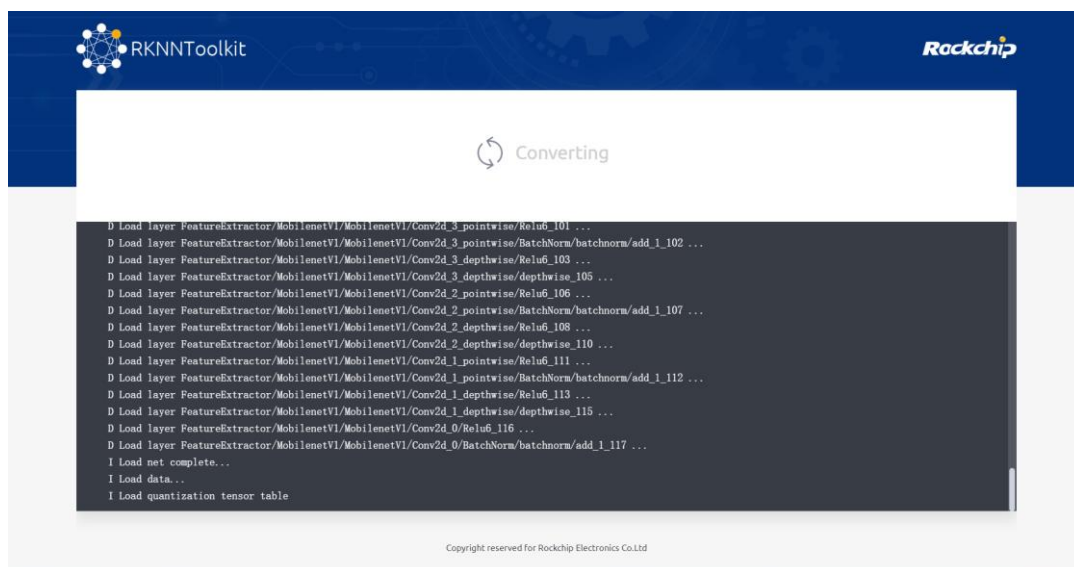 RKNNToolkit
Rockchip
Converting
D Load layer FeatureExtractor/MobilenetV1/MobilenetV1/Conv2d_3_pointwise/Relu6_101 ...
D Load layer FeatureExtractor/MobilenetV1/MobilenetV1/Conv2d_3_pointwise/BatchNorm/batchnorm/add_1_102 ...
D Load layer FeatureExtractor/MobilenetV1/MobilenetV1/Conv2d_3_depthwise/Relu6_103 ...
D Load layer FeatureExtractor/MobilenetV1/MobilenetV1/Conv2d_3_depthwise/depthwise_105 ...
D Load layer FeatureExtractor/MobilenetV1/MobilenetV1/Conv2d_2_pointwise/Relu6_106 ...
D Load layer FeatureExtractor/MobilenetV1/MobilenetV1/Conv2d_2_pointwise/BatchNorm/batchnorm/add_1_107 ...
D Load layer FeatureExtractor/MobilenetV1/MobilenetV1/Conv2d_2_depthwise/Relu6_108 ...
D Load layer FeatureExtractor/MobilenetV1/MobilenetV1/Conv2d_2_depthwise/depthwise_110 ...
D Load layer FeatureExtractor/MobilenetV1/MobilenetV1/Conv2d_1_pointwise/Relu6_111 ...
D Load layer FeatureExtractor/MobilenetV1/MobilenetV1/Conv2d_1_pointwise/BatchNorm/batchnorm/add_1_112 ...
D Load layer FeatureExtractor/MobilenetV1/MobilenetV1/Conv2d_1_depthwise/Relu6_113 ...
D Load layer FeatureExtractor/MobilenetV1/MobilenetV1/Conv2d_1_depthwise/depthwise_115 ...
D Load layer FeatureExtractor/MobilenetV1/MobilenetV1/Conv2d_0/Relu6_116 ...
D Load layer FeatureExtractor/MobilenetV1/MobilenetV1/Conv2d_0/BatchNorm/batchnorm/add_1_117 ...
I Load net complete...
I Load data...
I Load quantization tensor table
Copyright reserved for Rockchip Electronics Co.Ltd